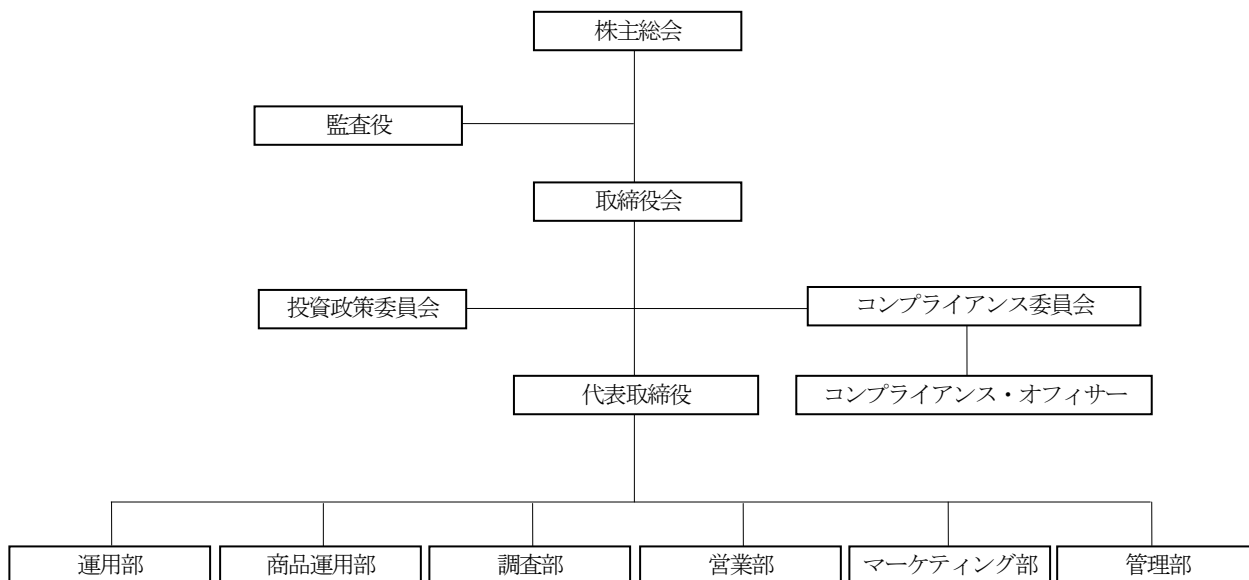 株主総会
監査役
取締役会
投資政策委員会
コンプライアンス委員会
代表取締役
コンプライアンス・オフィサー
運用部
商品運用部
調査部
営業部
マーケティング部
管理部